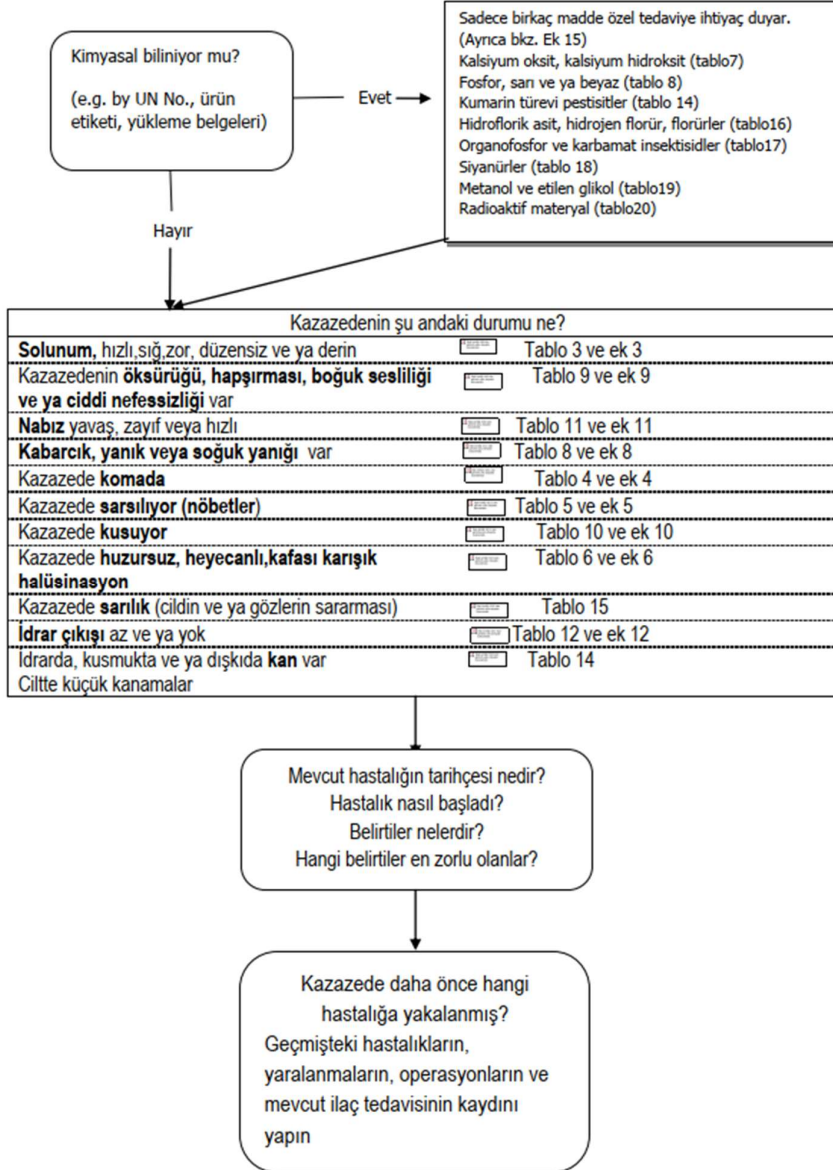 Kimyasal biliniyor mu?
(e.g. by UN No., ürün
etiketi, yükleme belgeleri)
Evet
Sadece birkaç madde özel tedaviye ihtiyaç duyar.
(Ayrıca bkz. Ek 15)
Kalsiyum oksit, kalsiyum hidroksit (tablo7)
Fosfor, sarı ve ya beyaz (tablo 8)
Kumarin türevi pestisitler (tablo 14)
Hidroflorik asit, hidrojen florür, florürler (tablo16)
Organofosfor ve karbamat insektisidler (tablo17)
Siyanürler (tablo 18)
Metanol ve etilen glikol (tablo19)
Radioaktif materyal (tablo20)
Hayır
Kazazedenin şu andaki durumu ne?
Solunum, hızlı,sığ,zor, düzensiz ve ya derin Tablo 3 ve ek 3
Kazazedenin öksürüğü, hapşırması, boğuk sesliliği Tablo 9 ve ek 9
ve ya ciddi nefessizliği var
Nabız yavaş, zayıf veya hızlı Tablo 11 ve ek 11
Kabarcık, yanık veya soğuk yanığı var Tablo 8 ve ek 8
Kazazede komada Tablo 4 ve ek 4
Kazazede sarsılıyor (nöbetler) Tablo 5 ve ek 5
Kazazede kusuyor Tablo 10 ve ek 10
Kazazede huzursuz, heyecanlı,kafası karışık Tablo 6 ve ek 6
halüsinasyon
Kazazede sarılık (cildin ve ya gözlerin sararması) Tablo 15
İdrar çıkışı az ve ya yok Tablo 12 ve ek 12
Idrarda, kusmukta ve ya dışkıda kan var Tablo 14
Ciltte küçük kanamalar
Mevcut hastalığın tarihçesi nedir?
Hastalık nasıl başladı?
Belirtiler nelerdir?
Hangi belirtiler en zorlu olanlar?
Kazazede daha önce hangi
hastalığa yakalanmış?
Geçmişteki hastalıkların,
yaralanmaların, operasyonların ve
mevcut ilaç tedavisinin kaydını
yapın